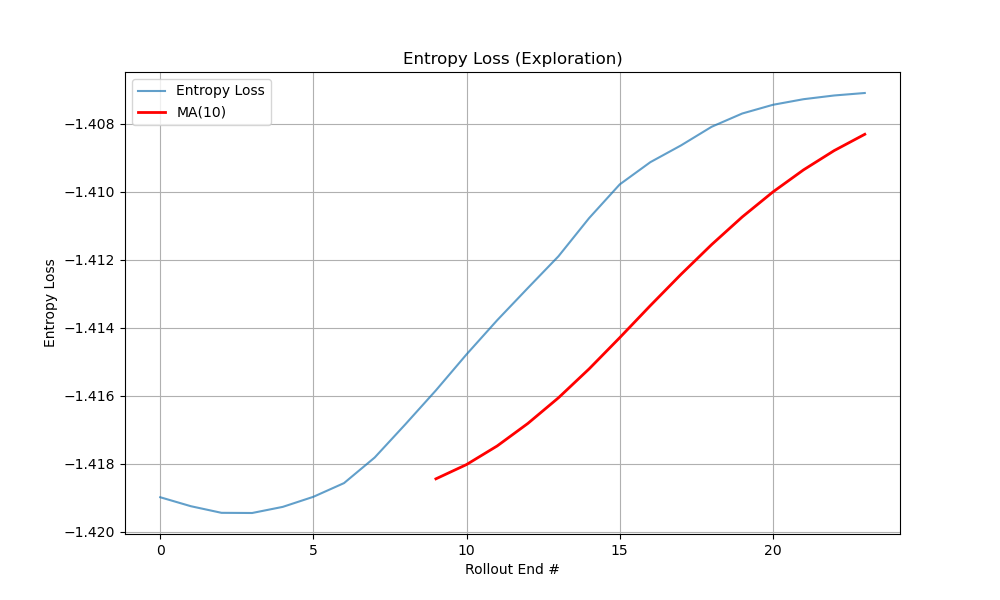 Entropy Loss (Exploration)
Entropy Loss
MA(10)
−1.408
−1.410
−1.412
−1.414
−1.416
−1.418
−1.420
Entropy Loss
0 5 10 15 20
Rollout End #